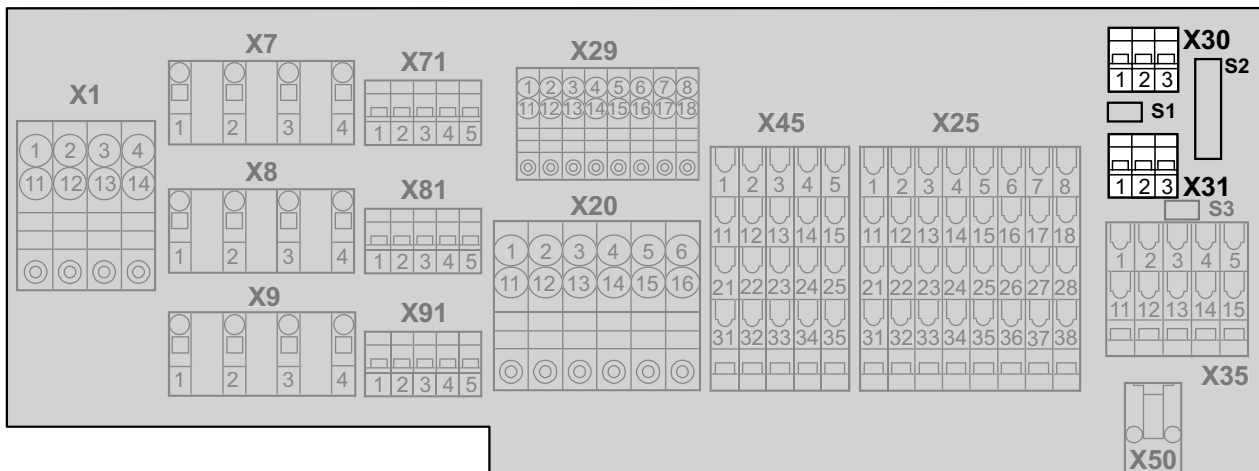 X1
1 2 3 4
11 12 13 14
X7
1 2 3 4
X8
1 2 3 4
X9
1 2 3 4
X71
1 2 3 4 5
X81
1 2 3 4 5
X91
1 2 3 4 5
X29
1 2 3 4 5 6 7 8
11 12 13 14 15 16 17 18
X20
1 2 3 4 5 6
11 12 13 14 15 16
X45
1 2 3 4 5
11 12 13 14 15
21 22 23 24 25
31 32 33 34 35
X25
1 2 3 4 5 6 7 8
11 12 13 14 15 16 17 18
21 22 23 24 25 26 27 28
31 32 33 34 35 36 37 38
X30
1 2 3
S2
S1
X31
1 2 3
S3
1 2 3 4 5
11 12 13 14 15
X35
X50